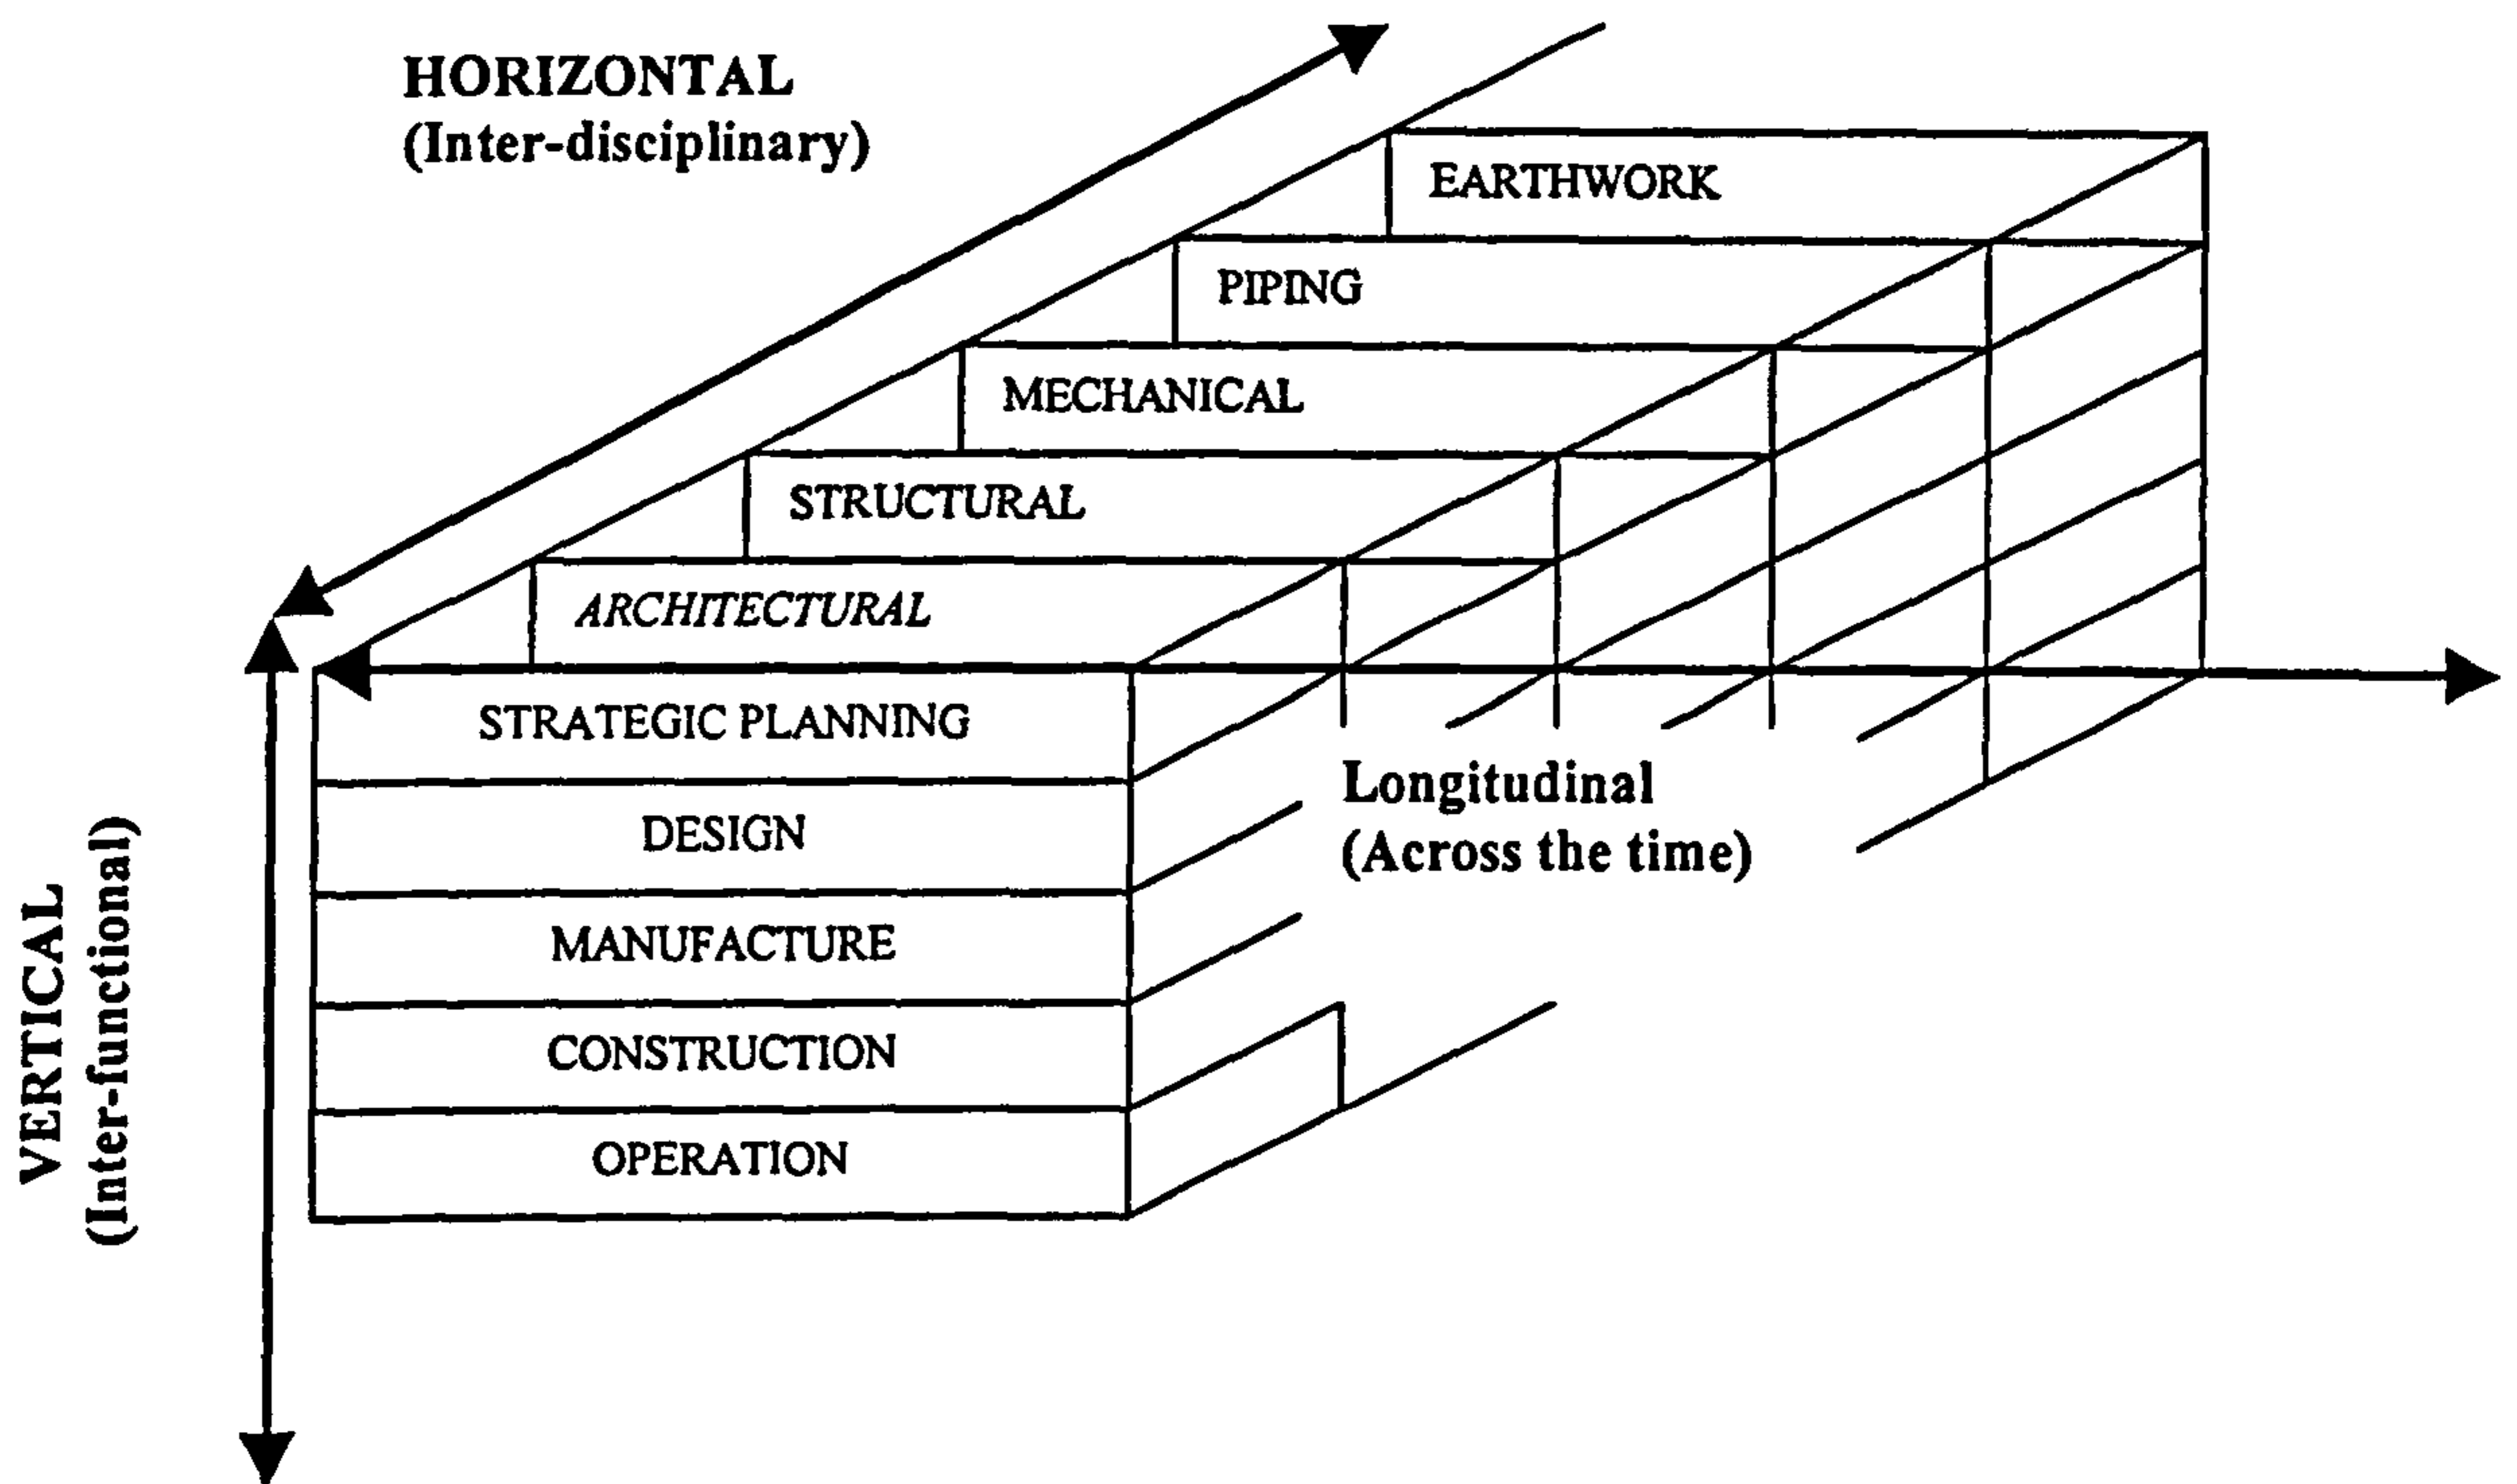 HORIZONTAL
(Inter-disciplinary)
EARTHWORK
PIPING
MECHANICAL
STRUCTURAL
ARCHITECTURAL
STRATEGIC PLANNING
DESIGN
MANUFACTURE
CONSTRUCTION
OPERATION
Longitudinal
(Across the time)
VERTICAL
(Inter-functional)